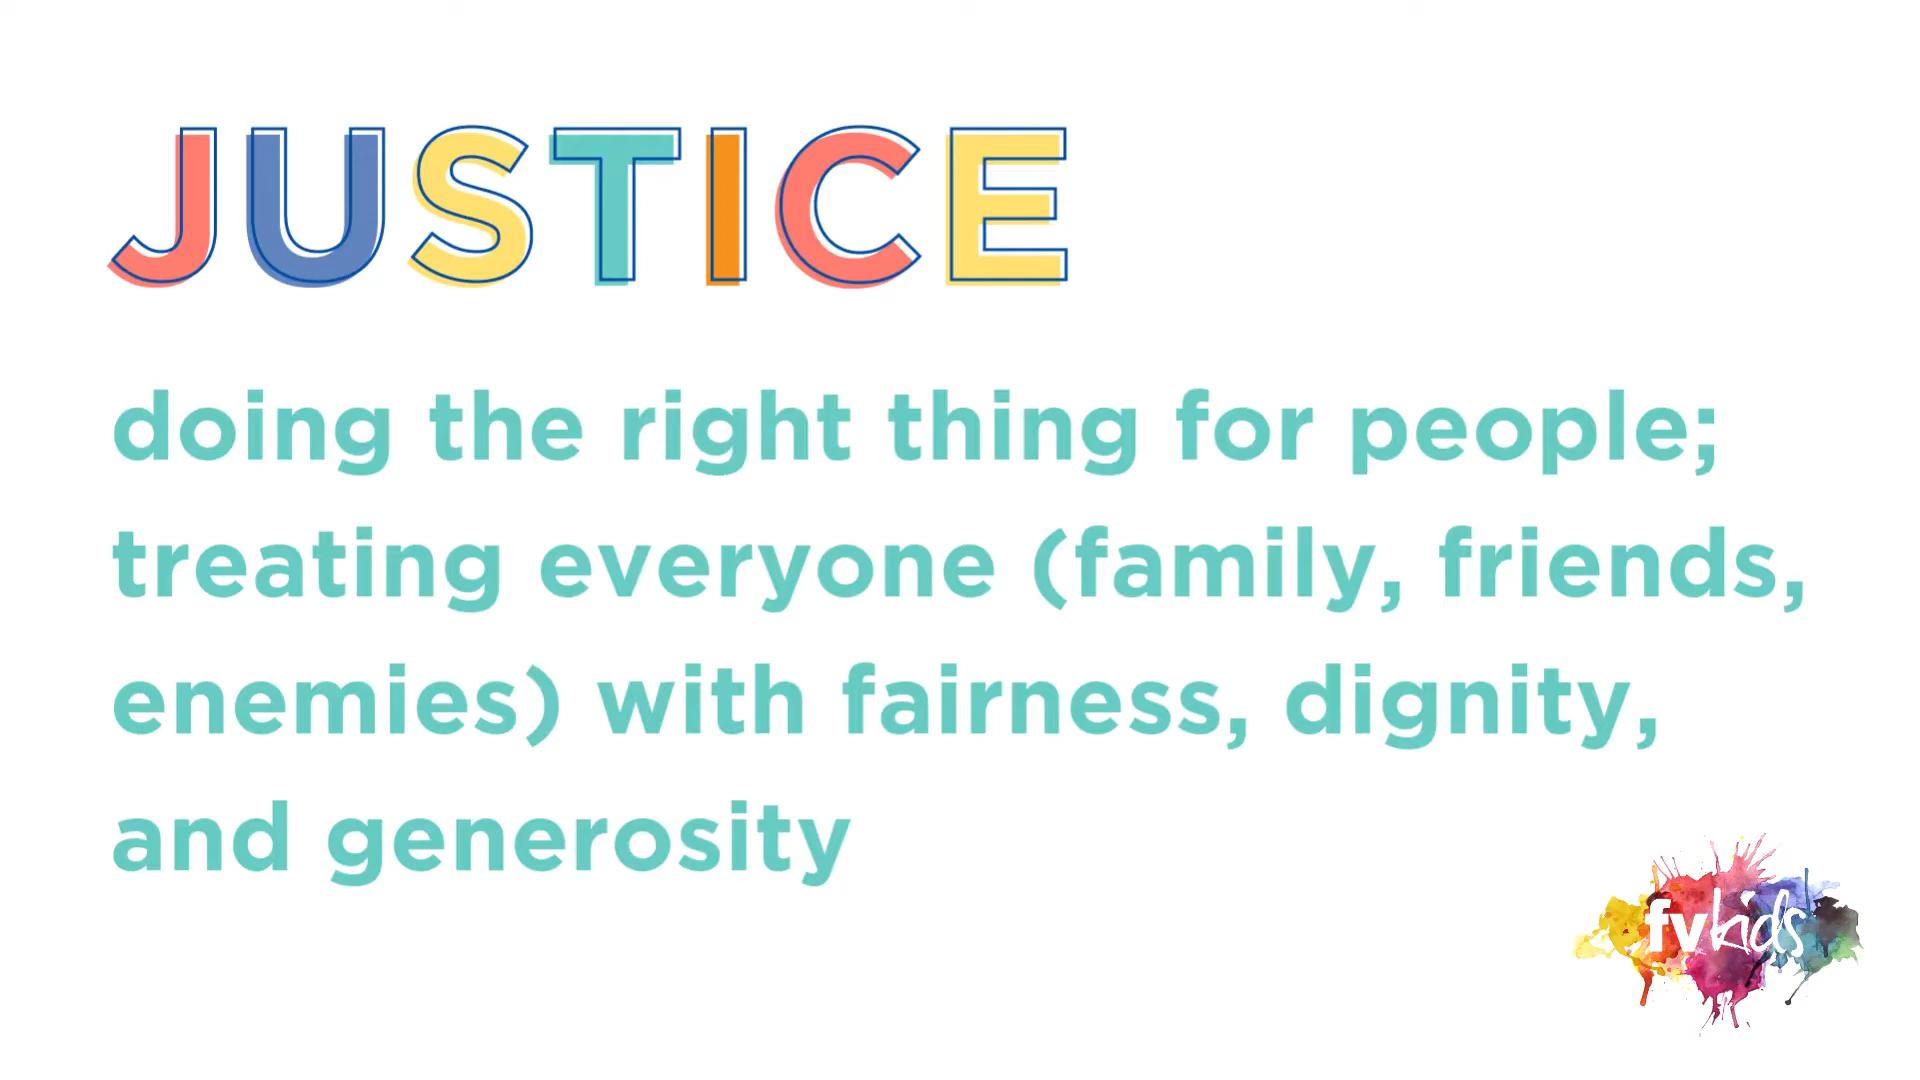 JUSTICE
doing the right thing for people;
treating everyone (family, friends,
enemies) with fairness, dignity,
and generosity
fvkids